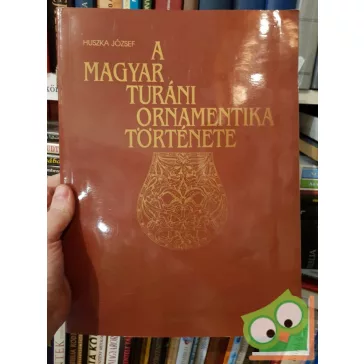 HUSZKA JÓZSEF
A
MAGYAR
TURÁNI
ORNAMENTIKA
TÖRTÉNETE